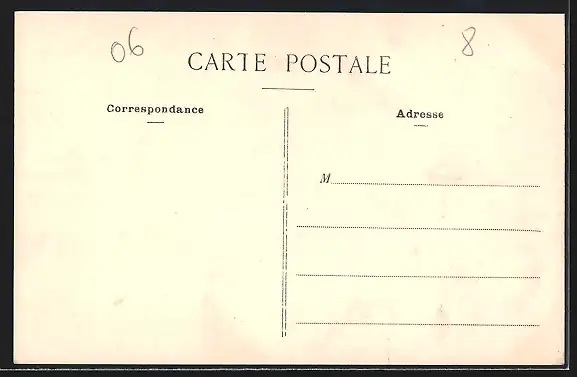 06 8
CARTE POSTALE
Correspondance Adresse
M